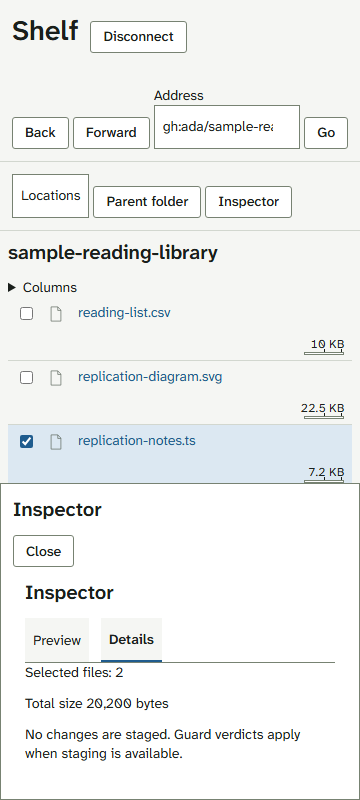 Shelf
Disconnect
Address
Back
Forward
gh:ada/sample-rea
Go
Locations
Parent folder
Inspector
sample-reading-library
Columns
reading-list.csv
10 KB
replication-diagram.svg
22.5 KB
replication-notes.ts
7.2 KB
Inspector
Close
Inspector
Preview
Details
Selected files: 2
Total size 20,200 bytes
No changes are staged. Guard verdicts apply
when staging is available.